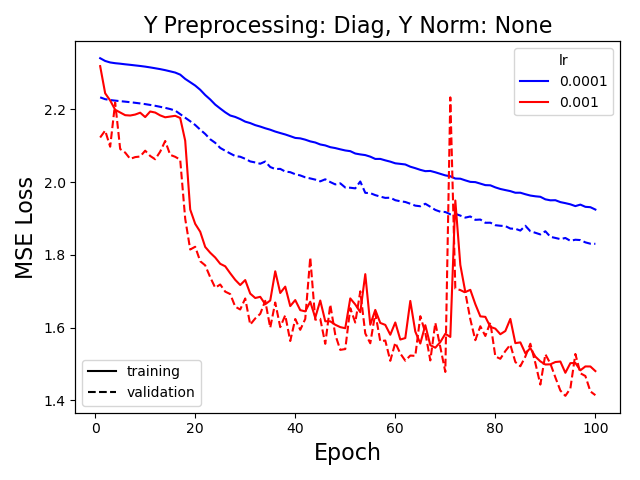 Y Preprocessing: Diag, Y Norm: None
MSE Loss
2.2
2.0
1.8
1.6
1.4
lr
0.0001
0.001
training
validation
0 20 40 60 80 100
Epoch